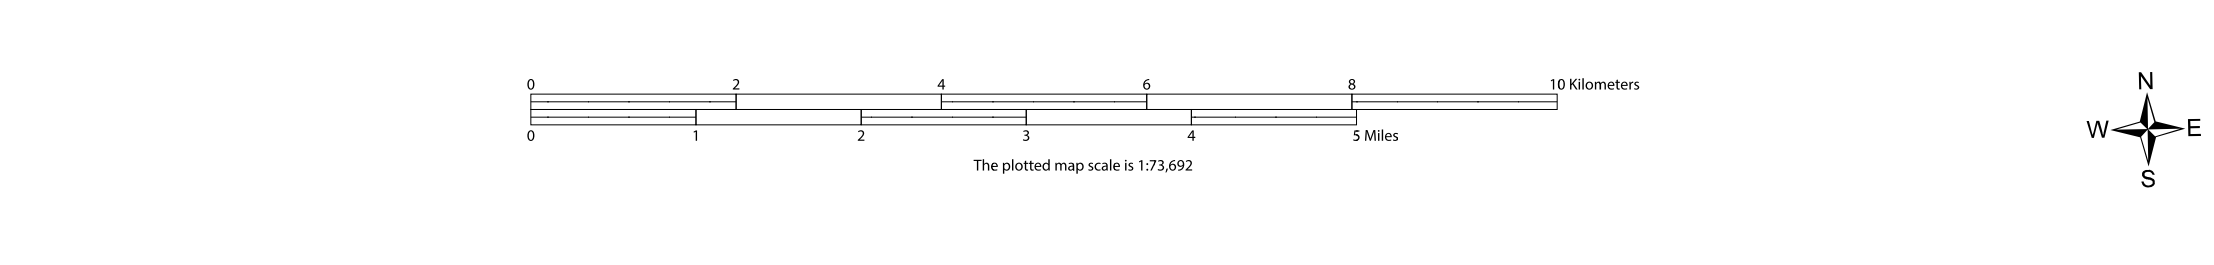 0 2 4 6 8 10 Kilometers
0 1 2 3 4 5 Miles
The plotted map scale is 1:73,692
N
W E
S